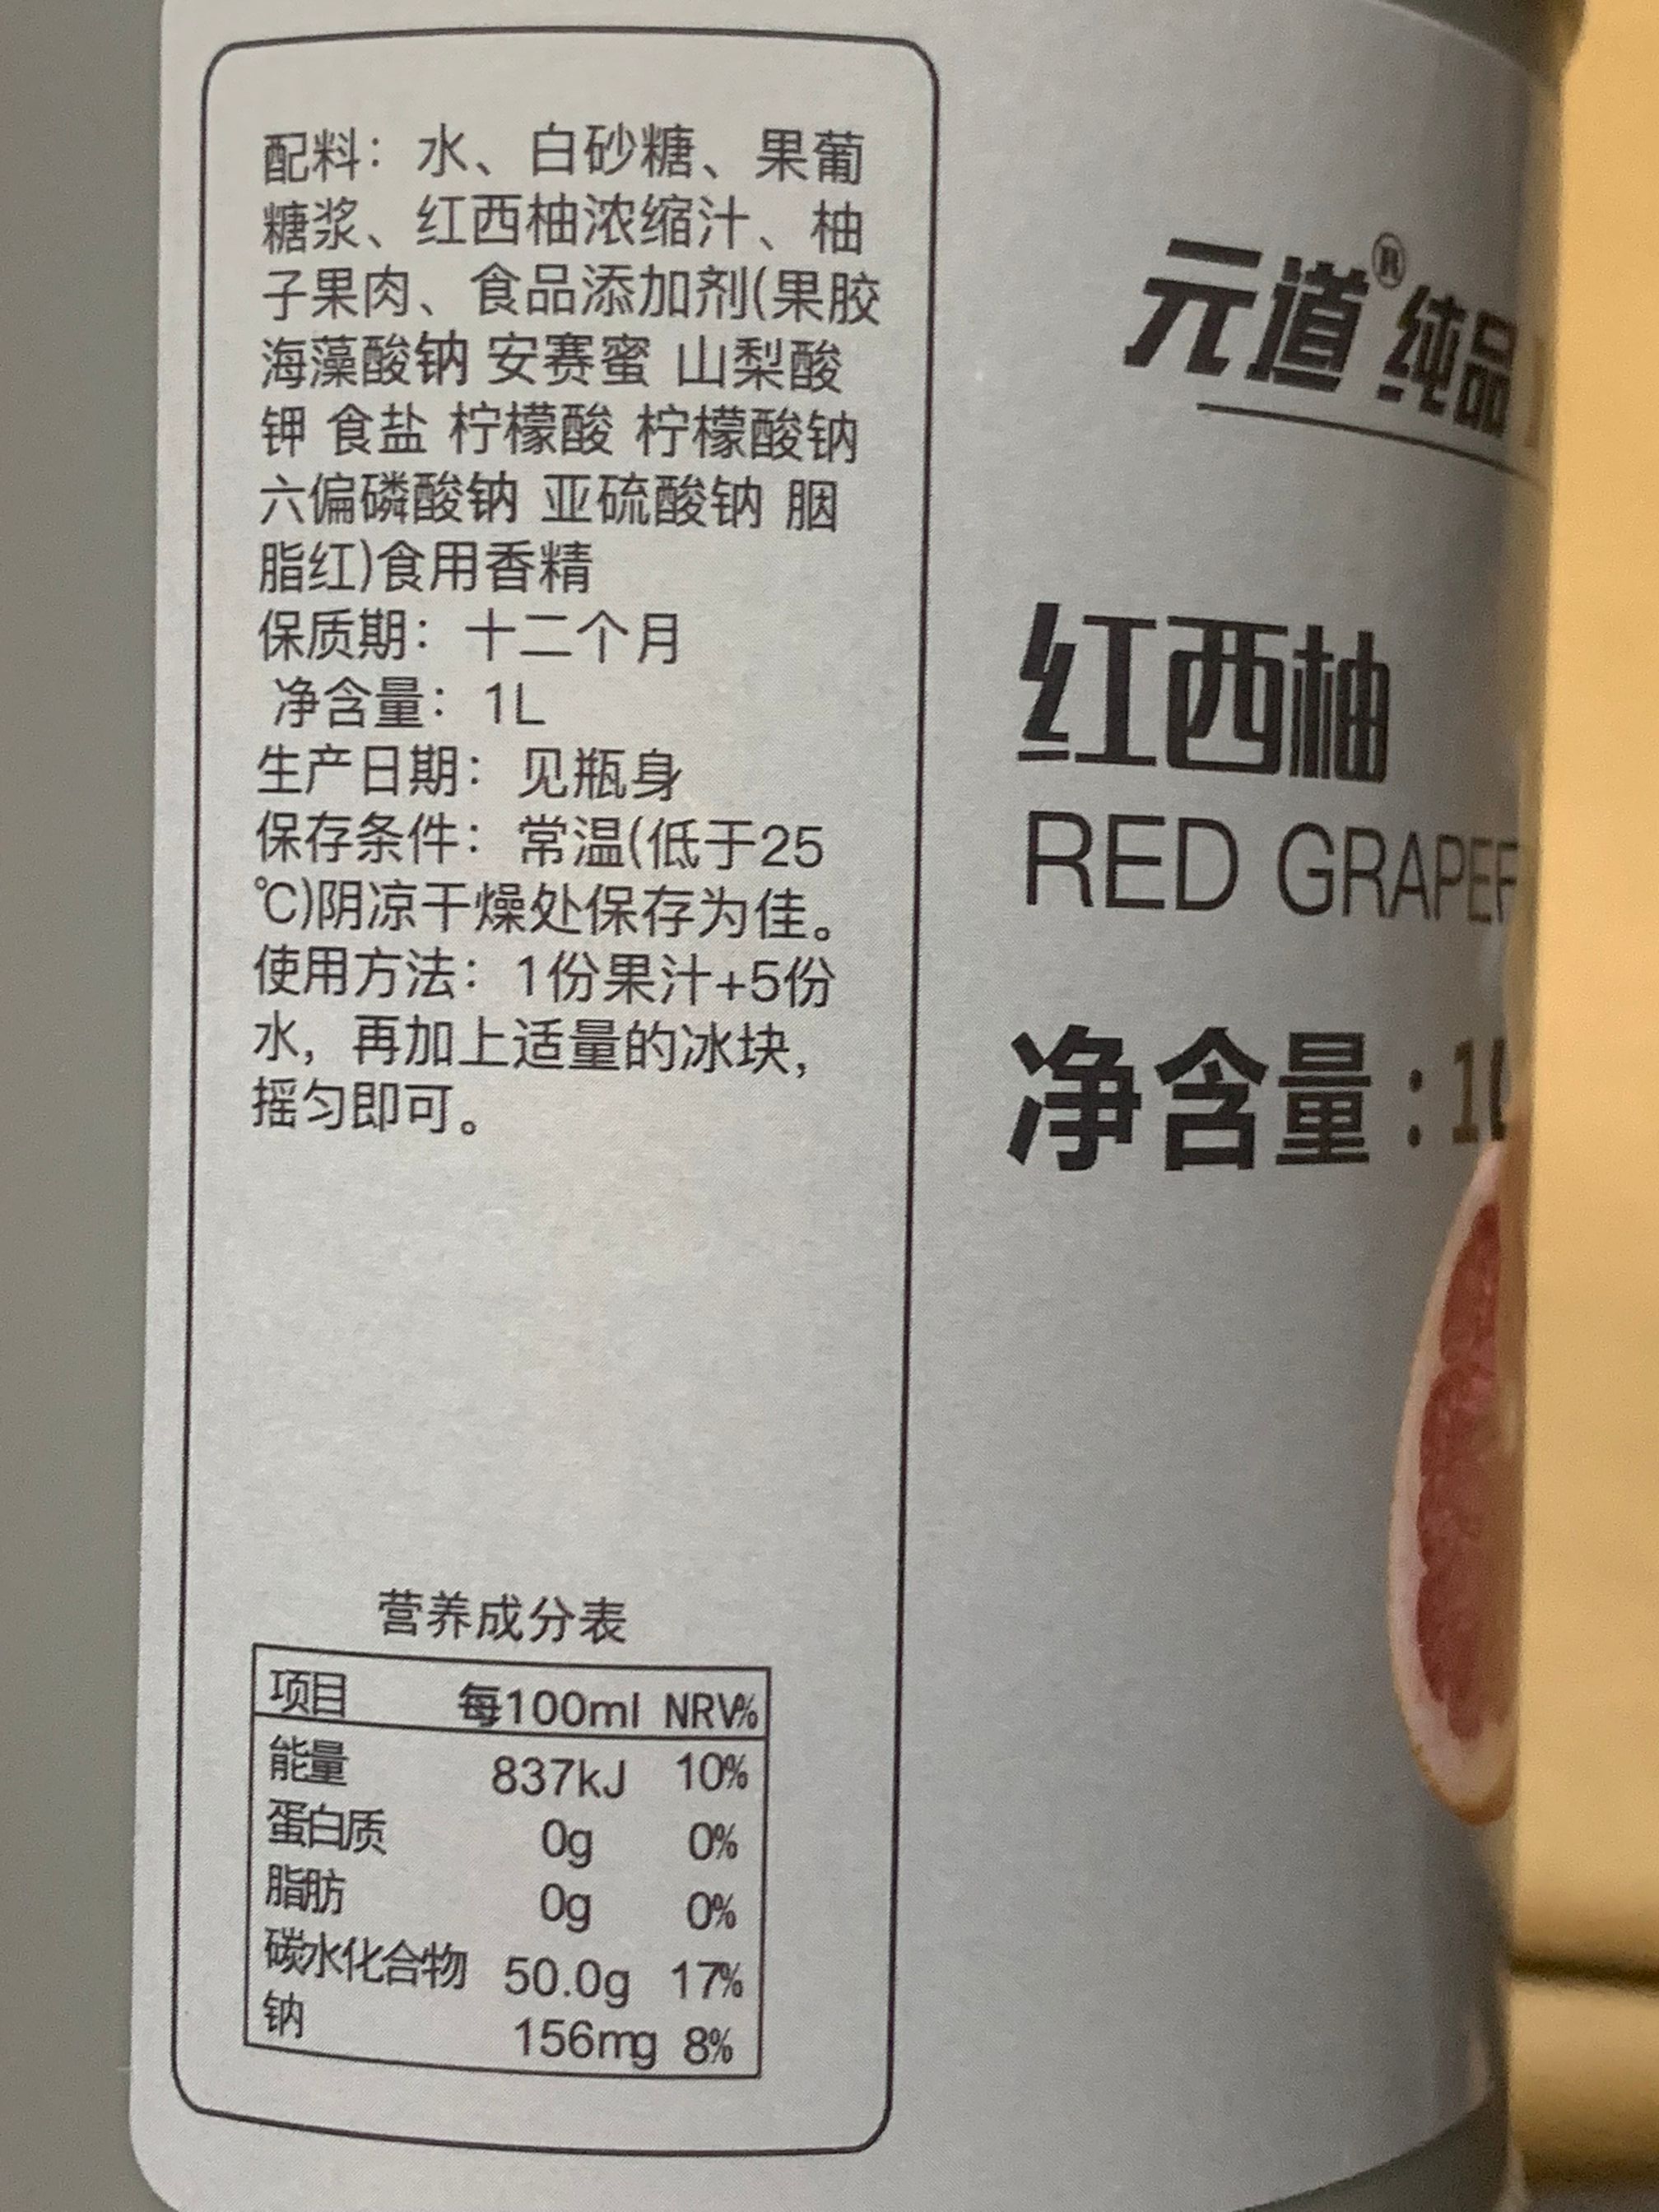 配料：水、白砂糖、果葡
糖浆、红西柚浓缩汁、柚
子果肉、食品添加剂(果胶
海藻酸钠 安赛蜜 山梨酸
钾 食盐 柠檬酸 柠檬酸钠
六偏磷酸钠 亚硫酸钠 胭
脂红)食用香精
保质期：十二个月
净含量：1L
生产日期：见瓶身
保存条件：常温(低于25
℃)阴凉干燥处保存为佳。
使用方法：1份果汁+5份
水，再加上适量的冰块，
摇匀即可。
营养成分表
项目 每100ml NRV%
能量 837kJ 10%
蛋白质 0g 0%
脂肪 0g 0%
碳水化合物 50.0g 17%
钠 156mg 8%
元道® 纯品
红西柚
RED
净含量：1L